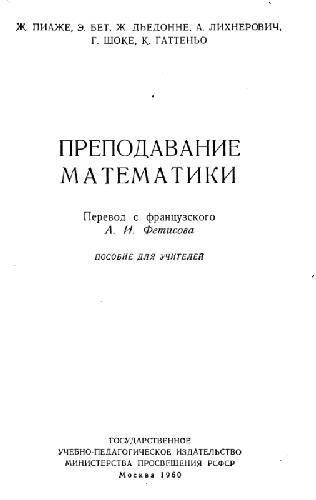 Ж. ПИАЖЕ, Э. БЕТ, Ж. ДЬЕДОННЕ, А. ЛИХНЕРОВИЧ,
Г. ШОКЕ, К. ГАТТЕНЬО
ПРЕПОДАВАНИЕ
МАТЕМАТИКИ
Перевод с французского
А. И. Фетисова
ПОСОБИЕ ДЛЯ УЧИТЕЛЕЙ
ГОСУДАРСТВЕННОЕ
УЧЕБНО-ПЕДАГОГИЧЕСКОЕ ИЗДАТЕЛЬСТВО
МИНИСТЕРСТВА ПРОСВЕЩЕНИЯ РСФСР
Москва 1960